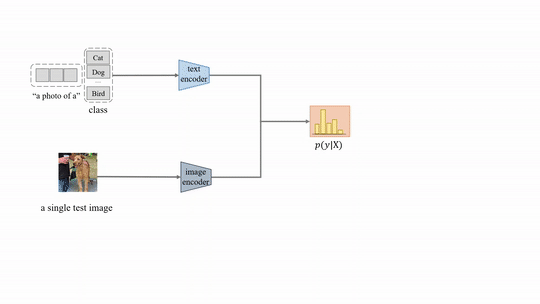 Cat
Dog
...
Bird
“a photo of a”
class
text
encoder
p(y|X)
image
encoder
a single test image